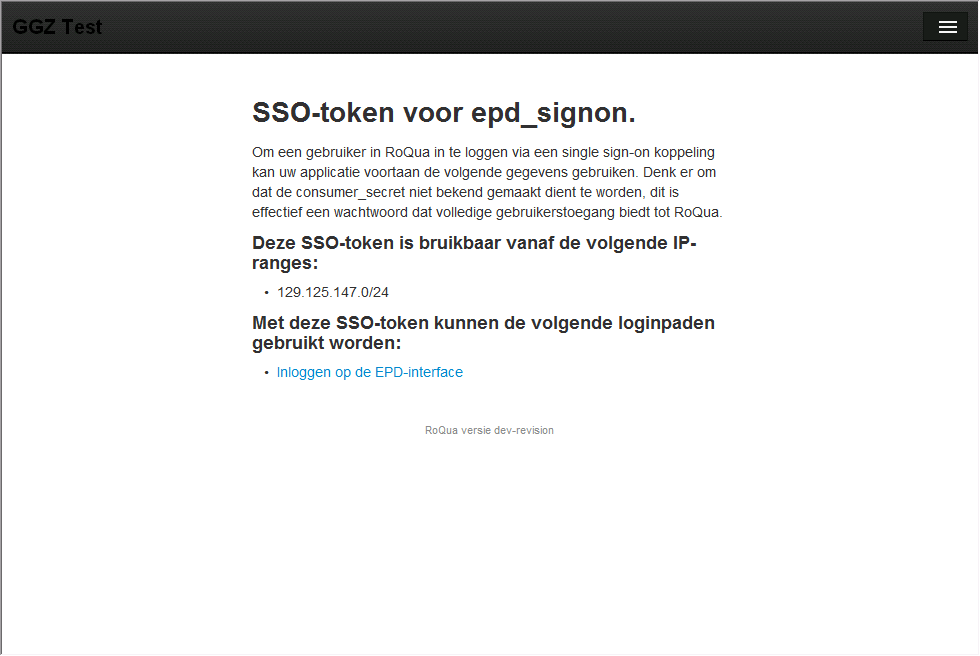 GGZ Test
SSO-token voor epd_signon.
Om een gebruiker in RoQua in te loggen via een single sign-on koppeling
kan uw applicatie voortaan de volgende gegevens gebruiken. Denk er om
dat de consumer_secret niet bekend gemaakt dient te worden, dit is
effectief een wachtwoord dat volledige gebruikerstoegang biedt tot RoQua.
Deze SSO-token is bruikbaar vanaf de volgende IP-
ranges:
• 129.125.147.0/24
Met deze SSO-token kunnen de volgende loginpaden
gebruikt worden:
• Inloggen op de EPD-interface
RoQua versie dev-revision